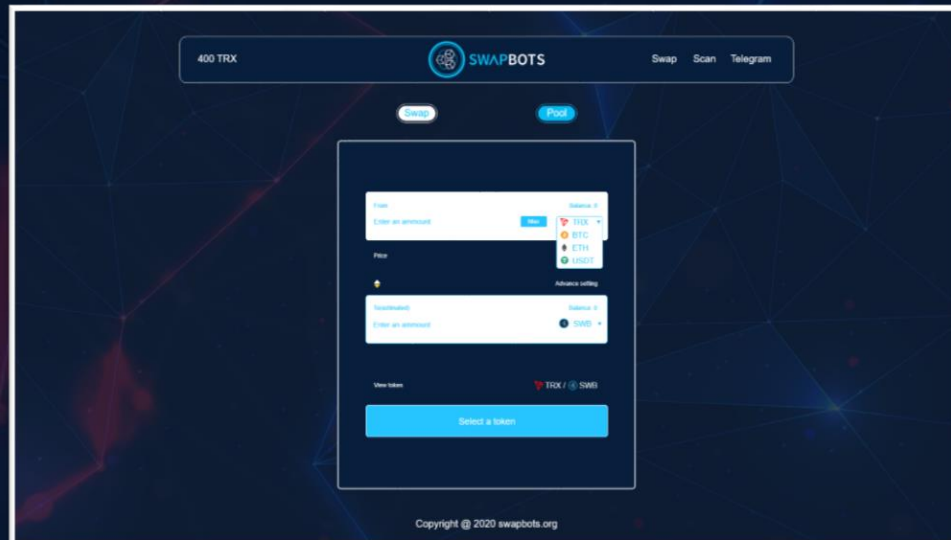 400 TRX
SWAPBOTS
Swap Scan Telegram
Swap
Pool
From
Balance: 0
Enter an ammount
Max
TRX
BTC
ETH
USDT
Price
Advance setting
Balance: 0
Enter an ammount
SWB
View token
TRX / SWB
Select a token
Copyright @ 2020 swapbots.org